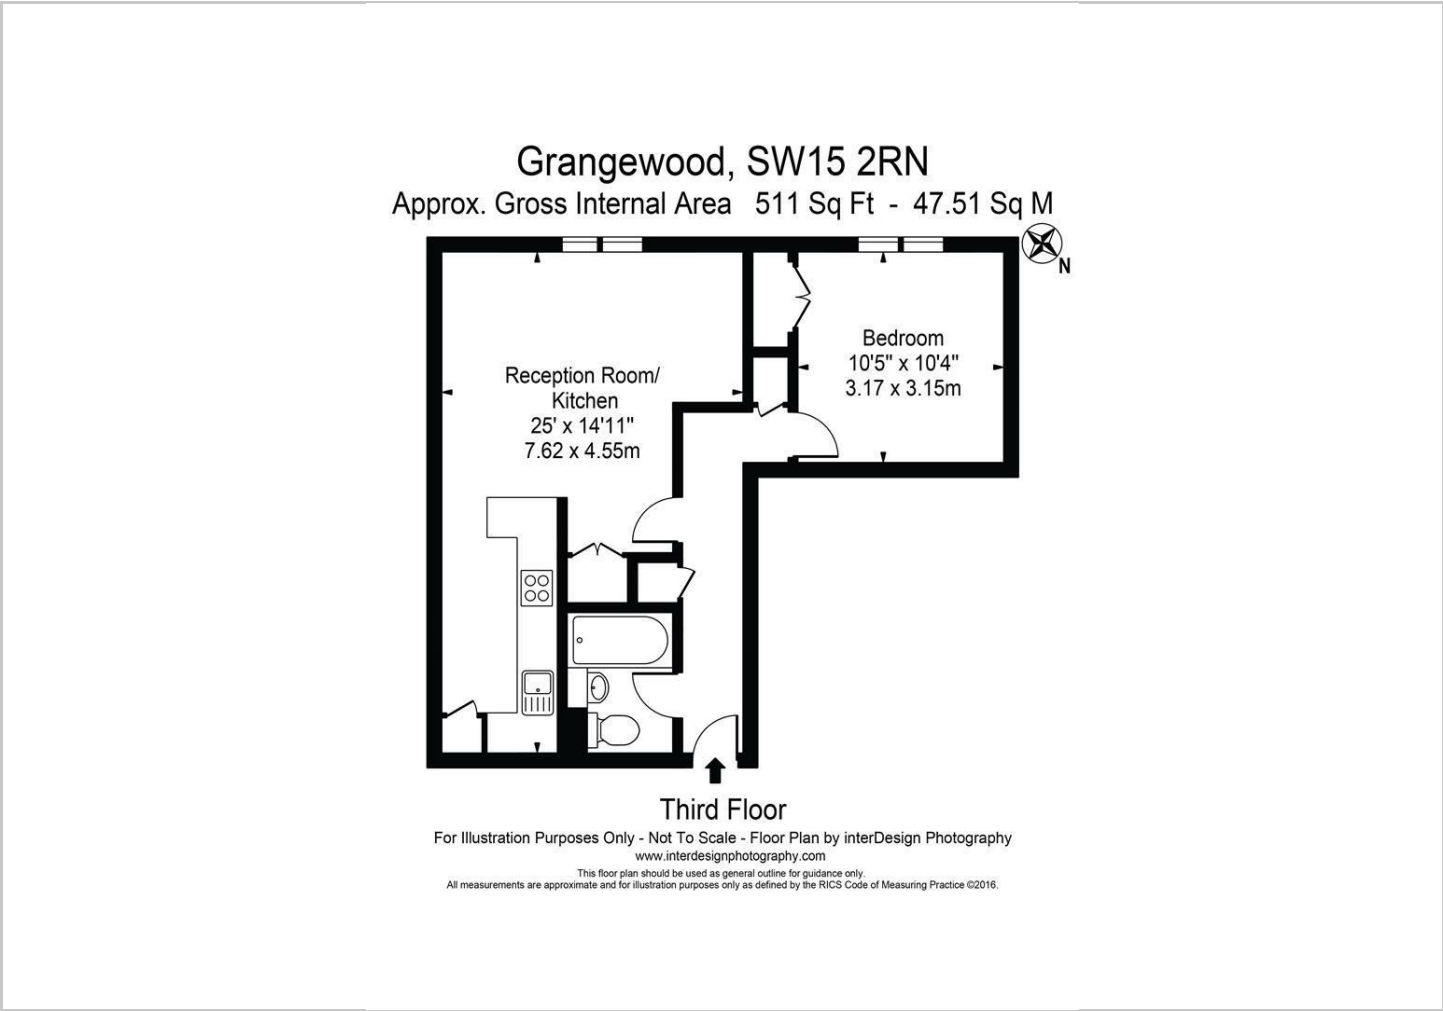 Grangewood, SW15 2RN
Approx. Gross Internal Area 511 Sq Ft - 47.51 Sq M
N
Bedroom
10'5" x 10'4"
3.17 x 3.15m
Reception Room/
Kitchen
25' x 14'11"
7.62 x 4.55m
Third Floor
For Illustration Purposes Only - Not To Scale - Floor Plan by interDesign Photography
www.interdesignphotography.com
This floor plan should be used as general outline for guidance only.
All measurements are approximate and for illustration purposes only as defined by the RICS Code of Measuring Practice ©2016.